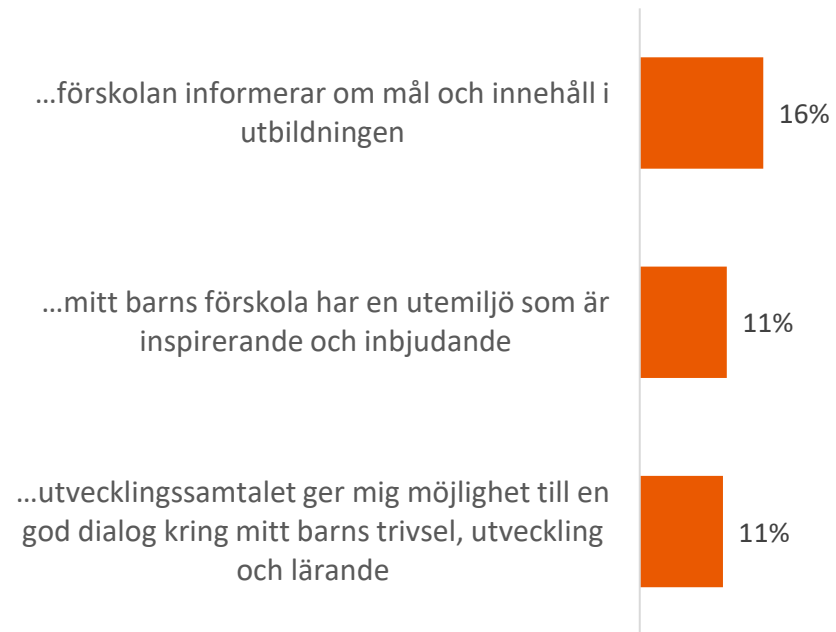 …förskolan informerar om mål och innehåll i
utbildningen
16%
…mitt barns förskola har en utemiljö som är
inspirerande och inbjudande
11%
…utvecklingssamtalet ger mig möjlighet till en
god dialog kring mitt barns trivsel, utveckling
och lärande
11%